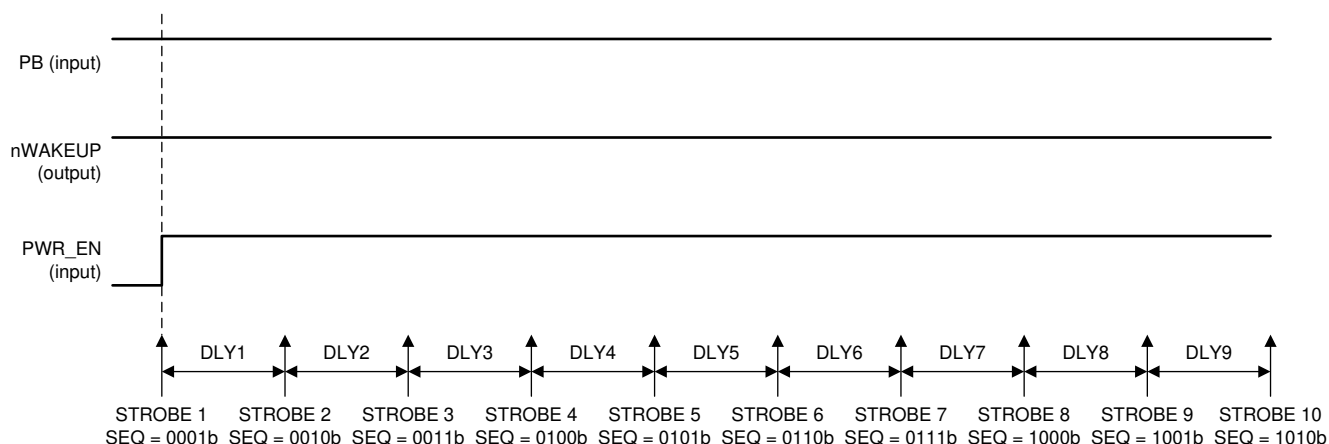 PB (input)
nWAKEUP
(output)
PWR_EN
(input)
DLY1 DLY2 DLY3 DLY4 DLY5 DLY6 DLY7 DLY8 DLY9
STROBE 1 STROBE 2 STROBE 3 STROBE 4 STROBE 5 STROBE 6 STROBE 7 STROBE 8 STROBE 9 STROBE 10
SEQ = 0001b SEQ = 0010b SEQ = 0011b SEQ = 0100b SEQ = 0101b SEQ = 0110b SEQ = 0111b SEQ = 1000b SEQ = 1001b SEQ = 1010b